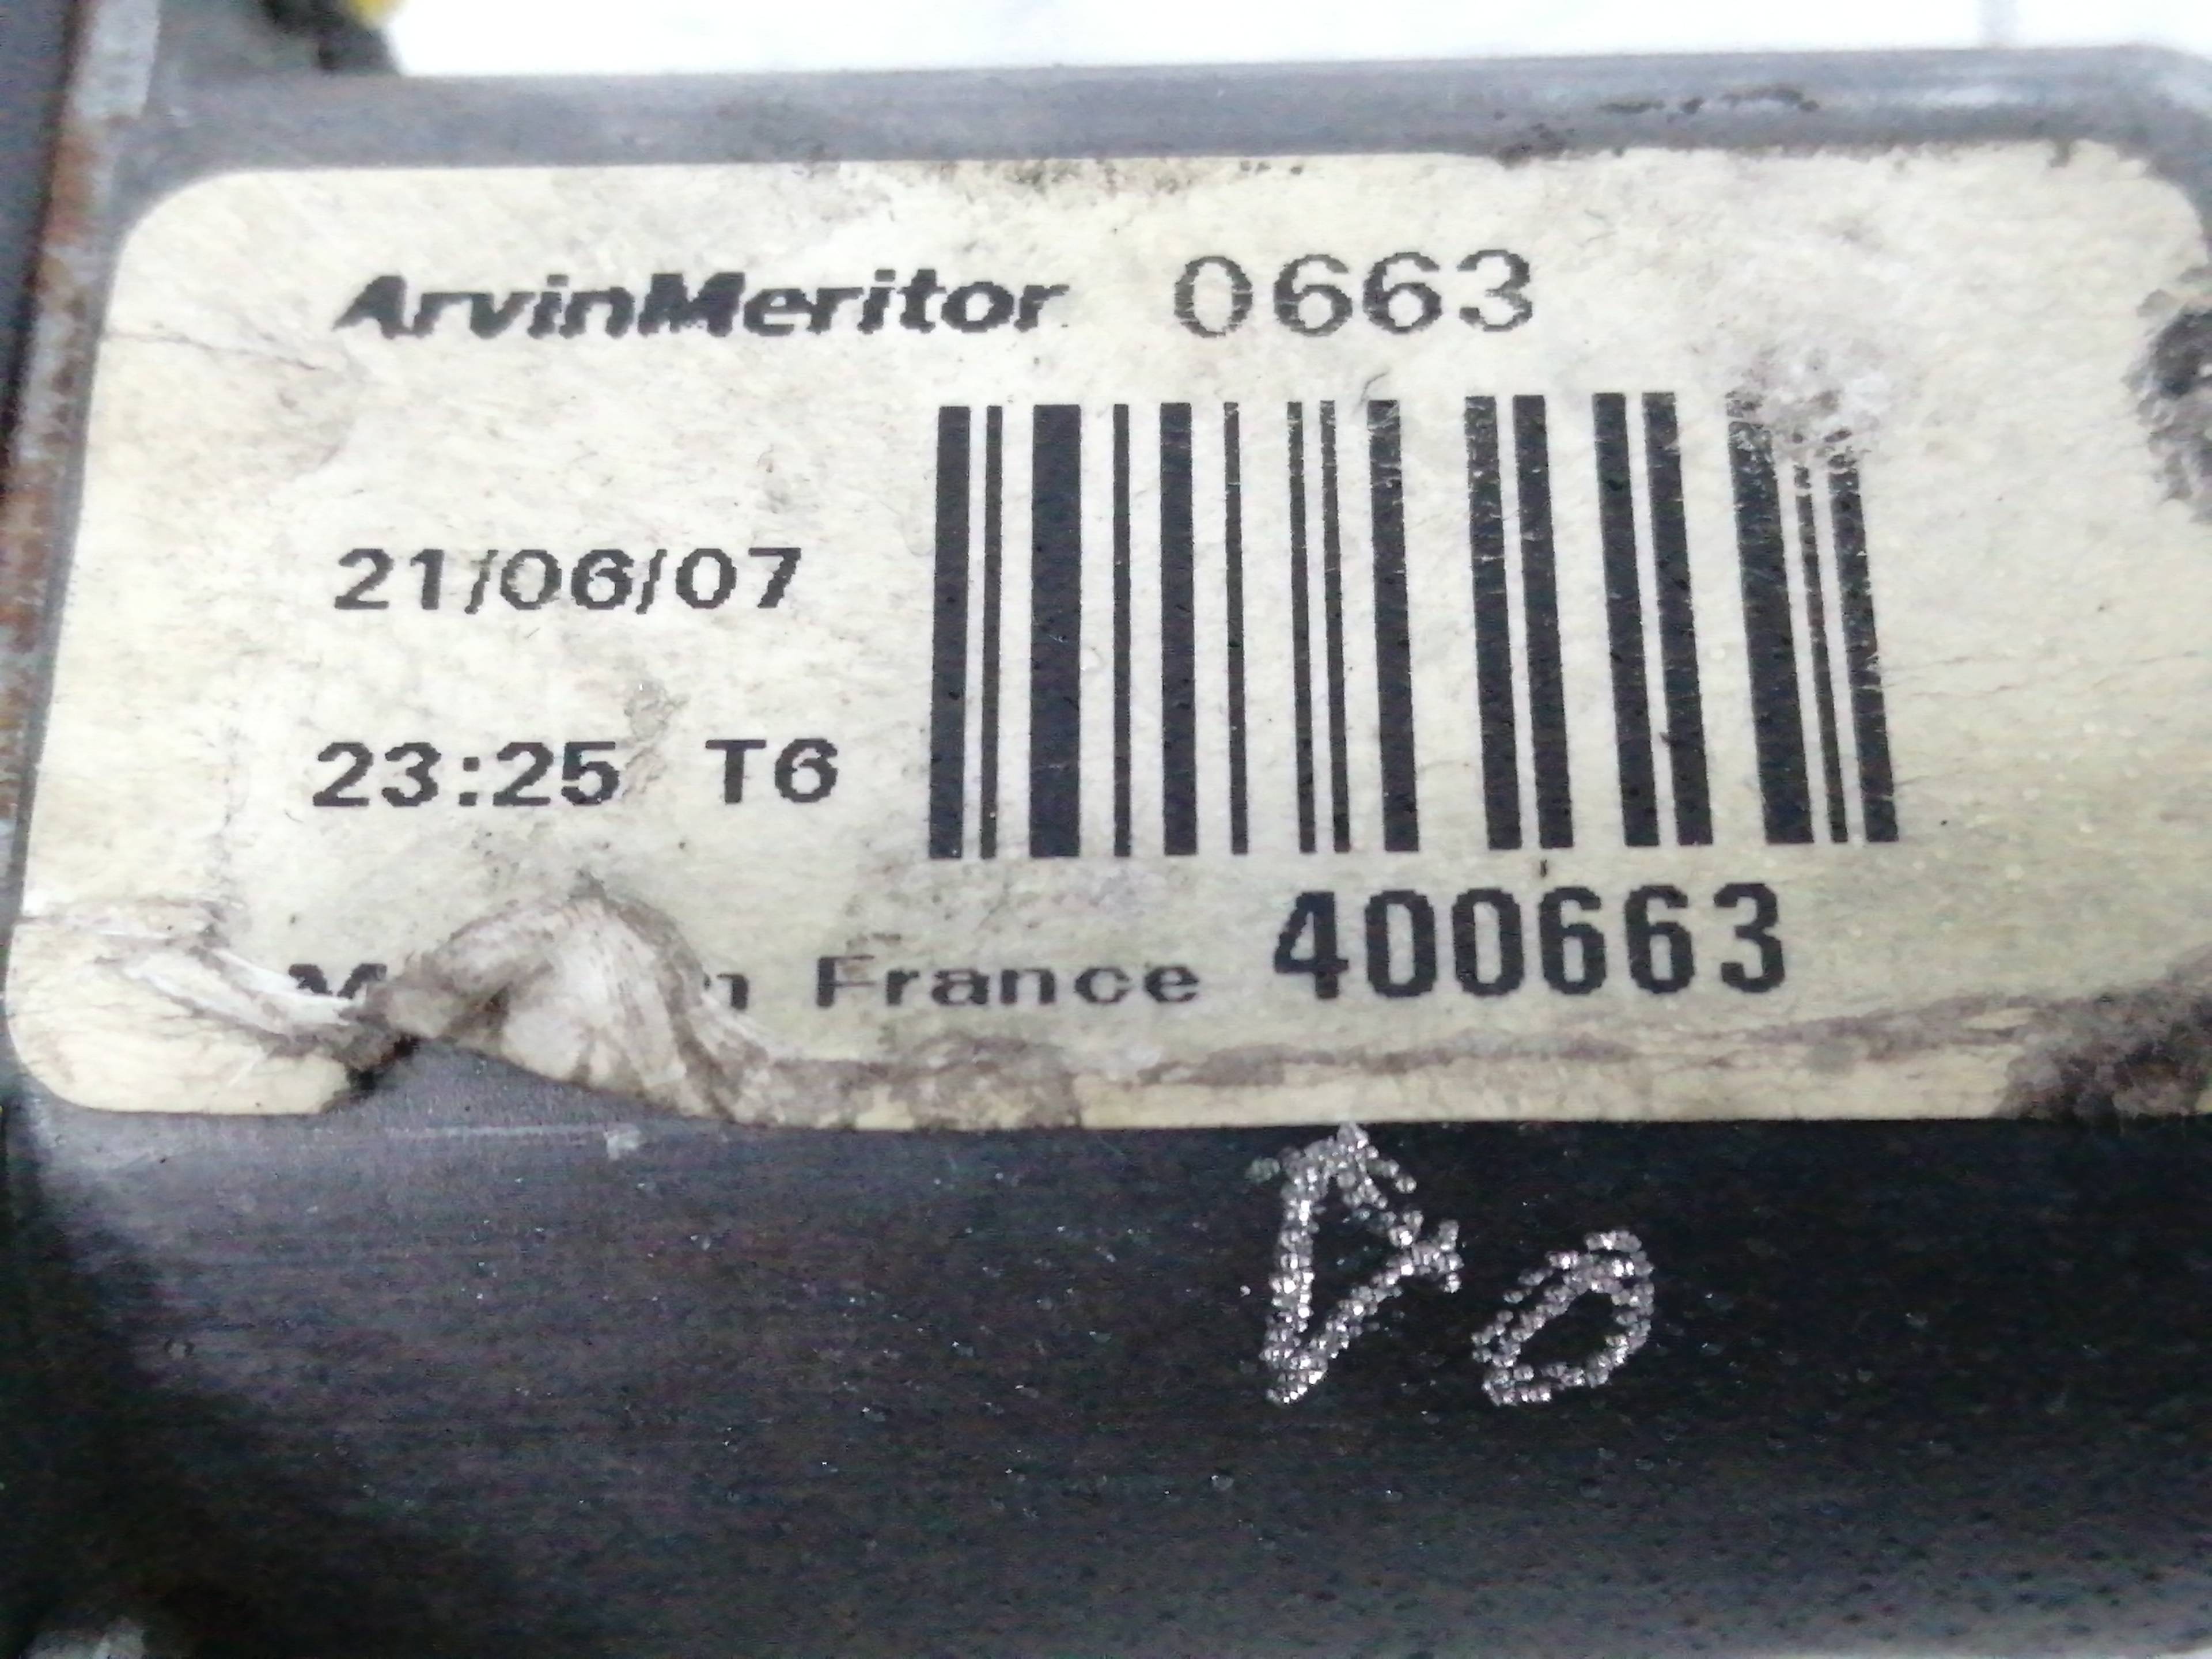 ArvinMeritor 0663
21/06/07
23:25 T6
France 400663